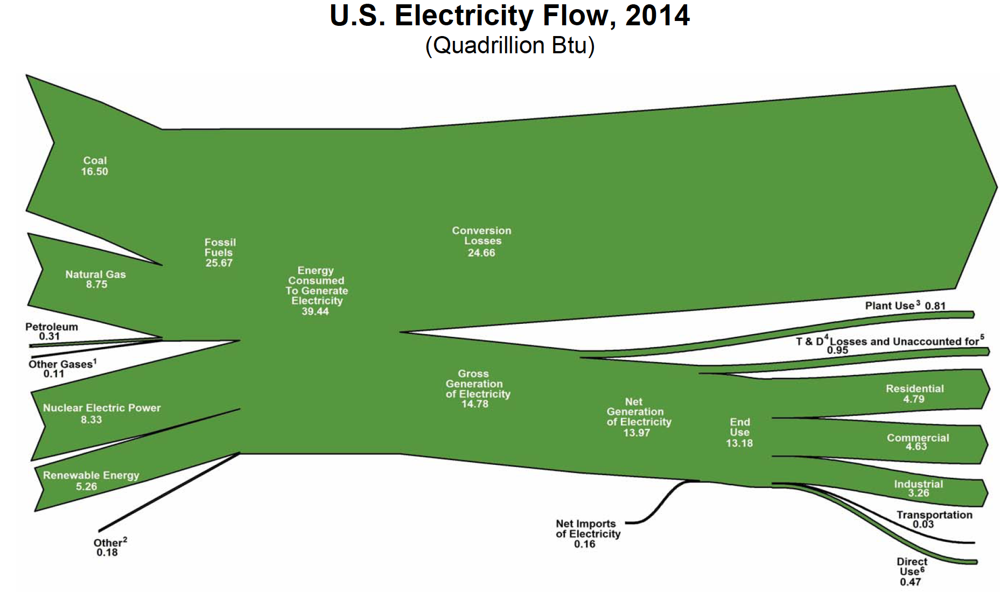 U.S. Electricity Flow, 2014
(Quadrillion Btu)
Coal
16.50
Natural Gas
8.75
Petroleum
0.31
Other Gases¹
0.11
Nuclear Electric Power
8.33
Renewable Energy
5.26
Other²
0.18
Fossil
Fuels
25.67
Energy
Consumed
To Generate
Electricity
39.44
Conversion
Losses
24.66
Gross
Generation
of Electricity
14.78
Net
Generation
of Electricity
13.97
Net Imports
of Electricity
0.16
End
Use
13.18
Plant Use³ 0.81
T & D⁴ Losses and Unaccounted for⁵
0.95
Residential
4.79
Commercial
4.63
Industrial
3.26
Transportation
0.03
Direct
Use⁶
0.47